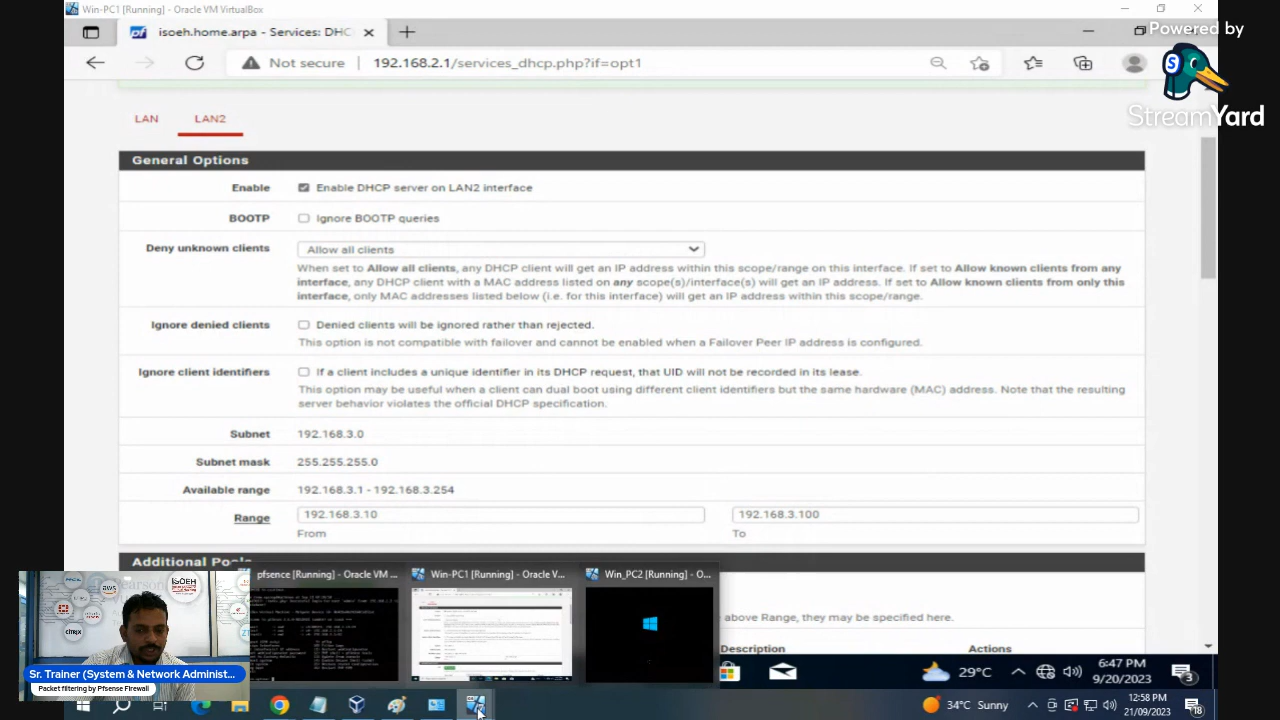 Win-PC1 [Running] - Oracle VM VirtualBox
Powered by
isoeh.home.arpa - Services: DHC
Not secure
192.168.2.1/services_dhcp.php?if=opt1
StreamYard
LAN
LAN2
General Options
Enable
Enable DHCP server on LAN2 interface
BOOTP
Ignore BOOTP queries
Deny unknown clients
Allow all clients
When set to Allow all clients, any DHCP client will get an IP address within this scope/range on this interface. If set to Allow known clients from any
interface, any DHCP client with a MAC address listed on any scope(s)/interface(s) will get an IP address. If set to Allow known clients from only this
interface, only MAC addresses listed below (i.e. for this interface) will get an IP address within this scope/range.
Ignore denied clients
Denied clients will be ignored rather than rejected.
This option is not compatible with failover and cannot be enabled when a Failover Peer IP address is configured.
Ignore client identifiers
If a client includes a unique identifier in its DHCP request, that UID will not be recorded in its lease.
This option may be useful when a client can dual boot using different client identifiers but the same hardware (MAC) address. Note that the resulting
server behavior violates the official DHCP specification.
Subnet
192.168.3.0
Subnet mask
255.255.255.0
Available range
192.168.3.1 - 192.168.3.254
Range
192.168.3.10
192.168.3.100
From
To
Additional Pools
pfsence [Running] - Oracle VM ...
Win-PC1 [Running] - Oracle V...
Win_PC2 [Running] - O...
above Range, they may be specified here.
aws
ISOEH
CITRIX
Sr. Trainer (System & Network Administ...
Packet filtering by Pfsense Firewall
29°C
9/20/2023
3
34°C Sunny
12:58 PM
21/09/2023
18